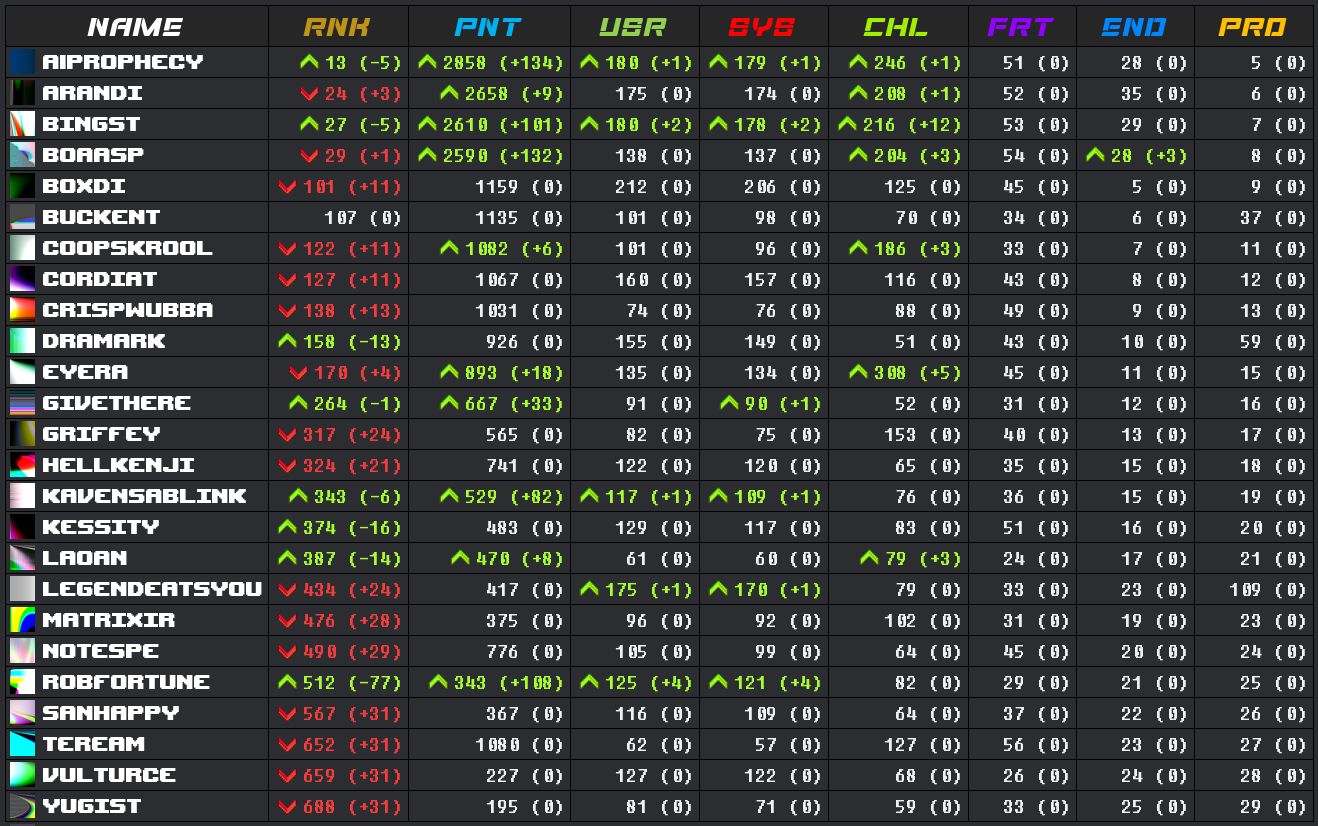 NAME RNK PNT USR SYS CHL FRT END PRO
AIPROPHECY 13 (-5) 2858 (+134) 180 (+1) 179 (+1) 246 (+1) 51 (0) 28 (0) 5 (0)
ARANDI 24 (+3) 2658 (+9) 175 (0) 174 (0) 208 (+1) 52 (0) 35 (0) 6 (0)
BINGST 27 (-5) 2610 (+101) 180 (+2) 178 (+2) 216 (+12) 53 (0) 29 (0) 7 (0)
BOAASP 29 (+1) 2590 (+132) 138 (0) 137 (0) 204 (+3) 54 (0) 28 (+3) 8 (0)
BOXDI 101 (+11) 1159 (0) 212 (0) 206 (0) 125 (0) 45 (0) 5 (0) 9 (0)
BUCKENT 107 (0) 1135 (0) 101 (0) 98 (0) 70 (0) 34 (0) 6 (0) 37 (0)
COOPSKROOL 122 (+11) 1082 (+6) 101 (0) 96 (0) 186 (+3) 33 (0) 7 (0) 11 (0)
CORDIAT 127 (+11) 1067 (0) 160 (0) 157 (0) 116 (0) 43 (0) 8 (0) 12 (0)
CRISPWUBBA 138 (+13) 1031 (0) 74 (0) 76 (0) 88 (0) 49 (0) 9 (0) 13 (0)
DRAMARK 158 (-13) 926 (0) 155 (0) 149 (0) 51 (0) 43 (0) 10 (0) 59 (0)
EYERA 170 (+4) 893 (+18) 135 (0) 134 (0) 308 (+5) 45 (0) 11 (0) 15 (0)
GIVETHERE 264 (-1) 667 (+33) 91 (0) 90 (+1) 52 (0) 31 (0) 12 (0) 16 (0)
GRIFFEY 317 (+24) 565 (0) 82 (0) 75 (0) 153 (0) 40 (0) 13 (0) 17 (0)
HELLKENJI 324 (+21) 741 (0) 122 (0) 120 (0) 65 (0) 35 (0) 15 (0) 18 (0)
KAVENSABLINK 343 (-6) 529 (+82) 117 (+1) 109 (+1) 76 (0) 36 (0) 15 (0) 19 (0)
KESSITY 374 (-16) 483 (0) 129 (0) 117 (0) 83 (0) 51 (0) 16 (0) 20 (0)
LAOAN 387 (-14) 470 (+8) 61 (0) 60 (0) 79 (+3) 24 (0) 17 (0) 21 (0)
LEGENDEATSYOU 434 (+24) 417 (0) 175 (+1) 170 (+1) 79 (0) 33 (0) 23 (0) 109 (0)
MATRIXIR 476 (+28) 375 (0) 96 (0) 92 (0) 102 (0) 31 (0) 19 (0) 23 (0)
NOTESPE 490 (+29) 776 (0) 105 (0) 99 (0) 64 (0) 45 (0) 20 (0) 24 (0)
ROBFORTUNE 512 (-77) 343 (+108) 125 (+4) 121 (+4) 82 (0) 29 (0) 21 (0) 25 (0)
SANHAPPY 567 (+31) 367 (0) 116 (0) 109 (0) 64 (0) 37 (0) 22 (0) 26 (0)
TEREAM 652 (+31) 1080 (0) 62 (0) 57 (0) 127 (0) 56 (0) 23 (0) 27 (0)
VULTURCE 659 (+31) 227 (0) 127 (0) 122 (0) 68 (0) 26 (0) 24 (0) 28 (0)
YUGIST 688 (+31) 195 (0) 81 (0) 71 (0) 59 (0) 33 (0) 25 (0) 29 (0)